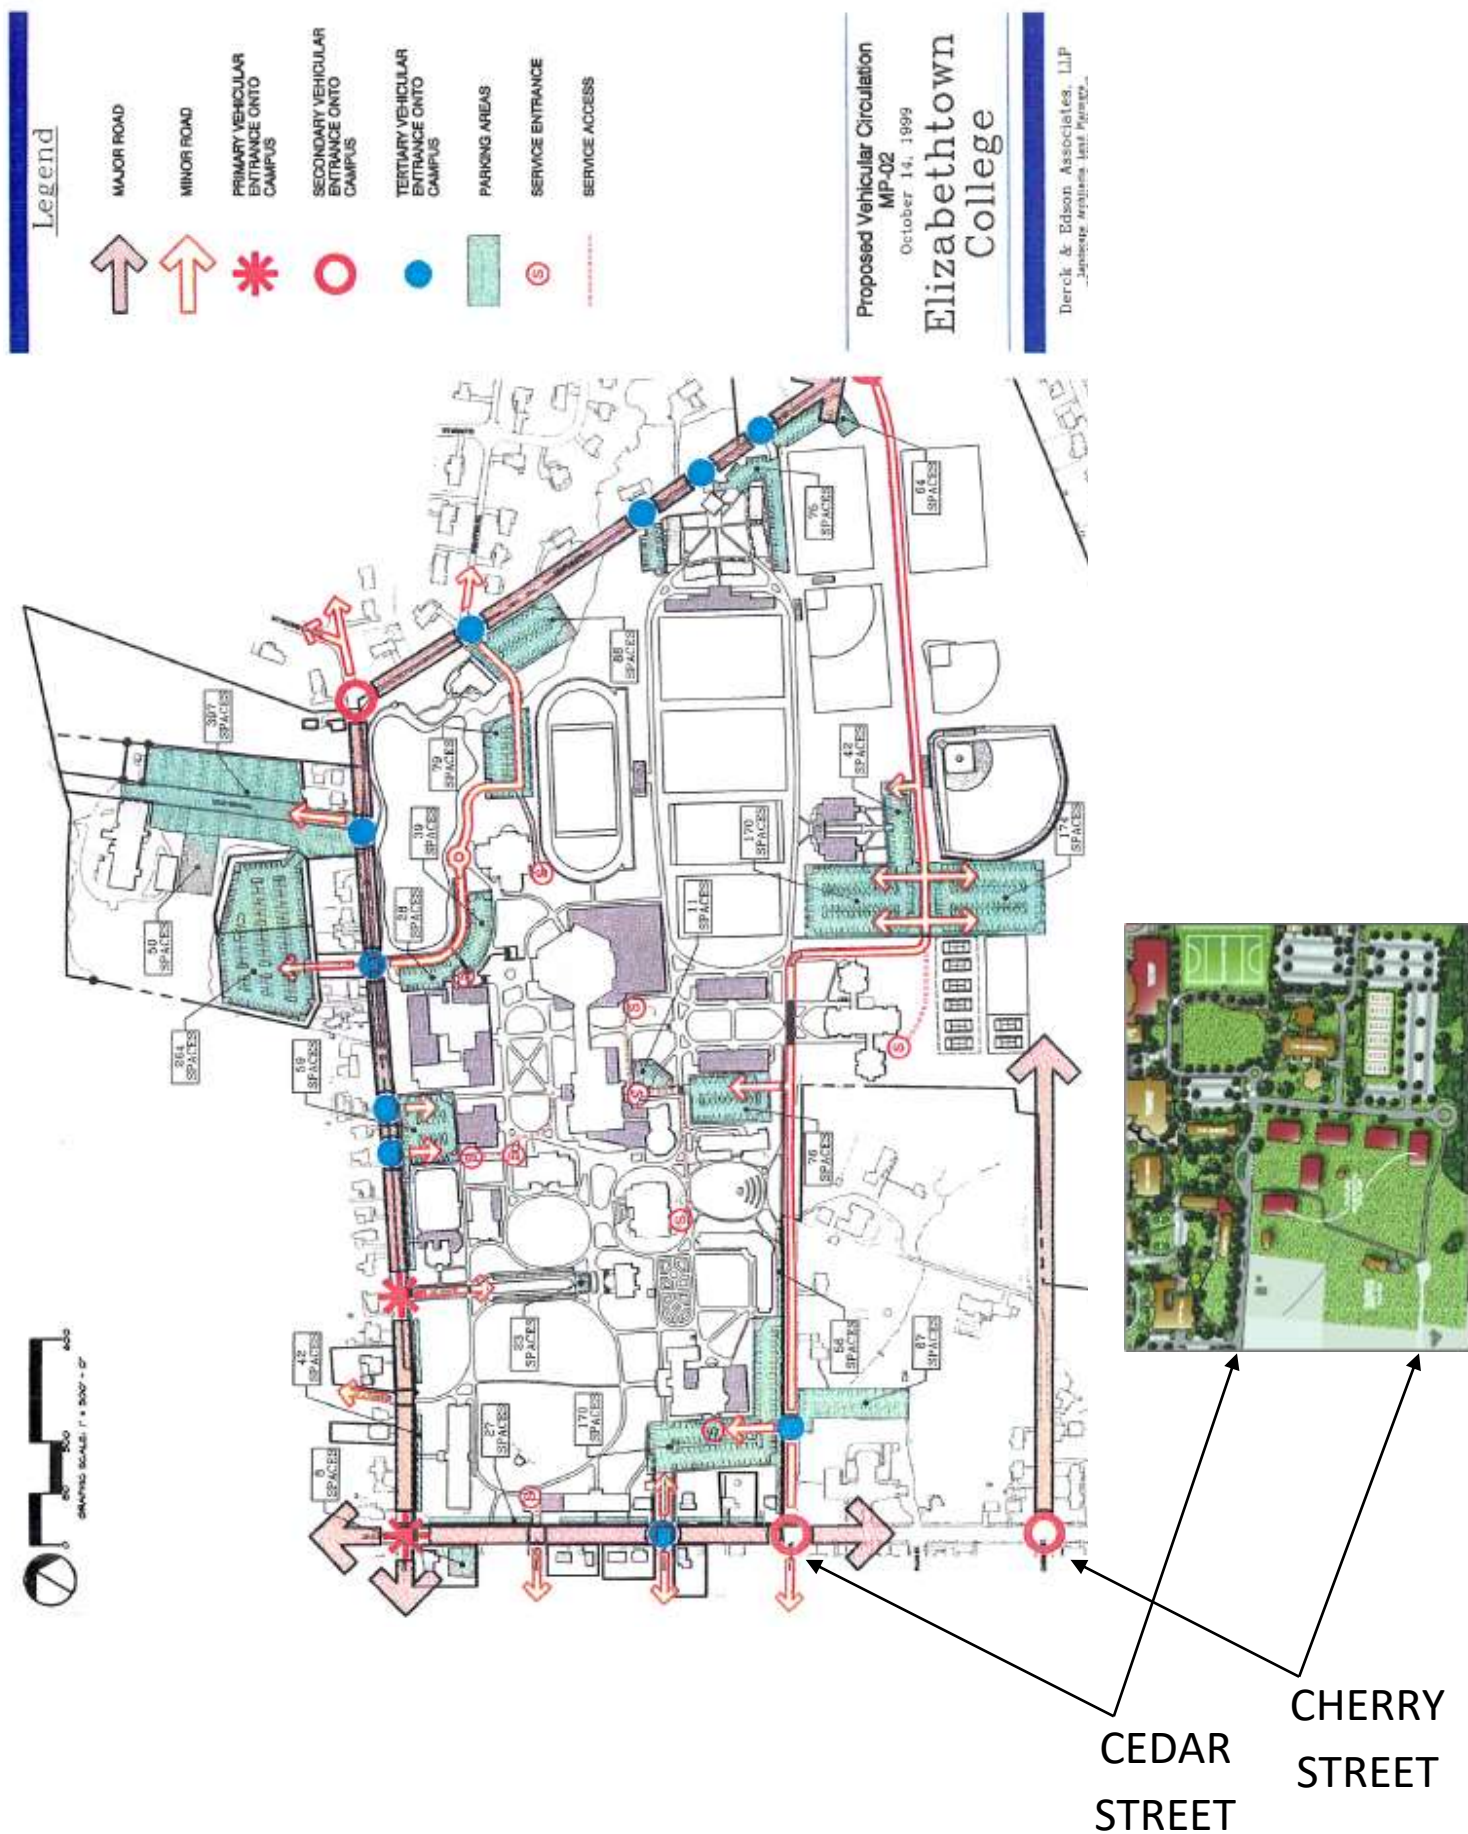 Legend
MAJOR ROAD
MINOR ROAD
PRIMARY VEHICULAR
ENTRANCE ONTO
CAMPUS
SECONDARY VEHICULAR
ENTRANCE ONTO
CAMPUS
TERTIARY VEHICULAR
ENTRANCE ONTO
CAMPUS
PARKING AREAS
S
SERVICE ENTRANCE
SERVICE ACCESS
Proposed Vehicular Circulation
MP-02
October 14, 1999
Elizabethtown
College
Derck & Edson Associates, LLP
397
SPACES
50
SPACES
264
SPACES
59
SPACES
28
SPACES
39
SPACES
79
SPACES
88
SPACES
76
SPACES
64
SPACES
42
SPACES
170
SPACES
11
SPACES
174
SPACES
76
SPACES
42
SPACES
8
SPACES
27
SPACES
33
SPACES
170
SPACES
56
SPACES
67
SPACES
CEDAR
STREET
CHERRY
STREET